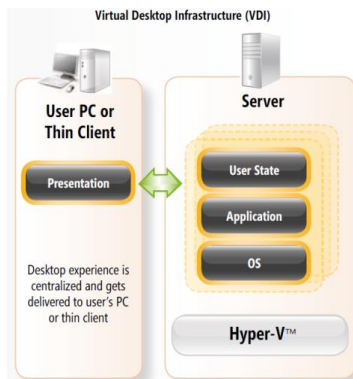 Virtual Desktop Infrastructure (VDI)
User PC or
Thin Client
Presentation
Desktop experience is
centralized and gets
delivered to user's PC
or thin client
Server
User State
Application
OS
Hyper-V™